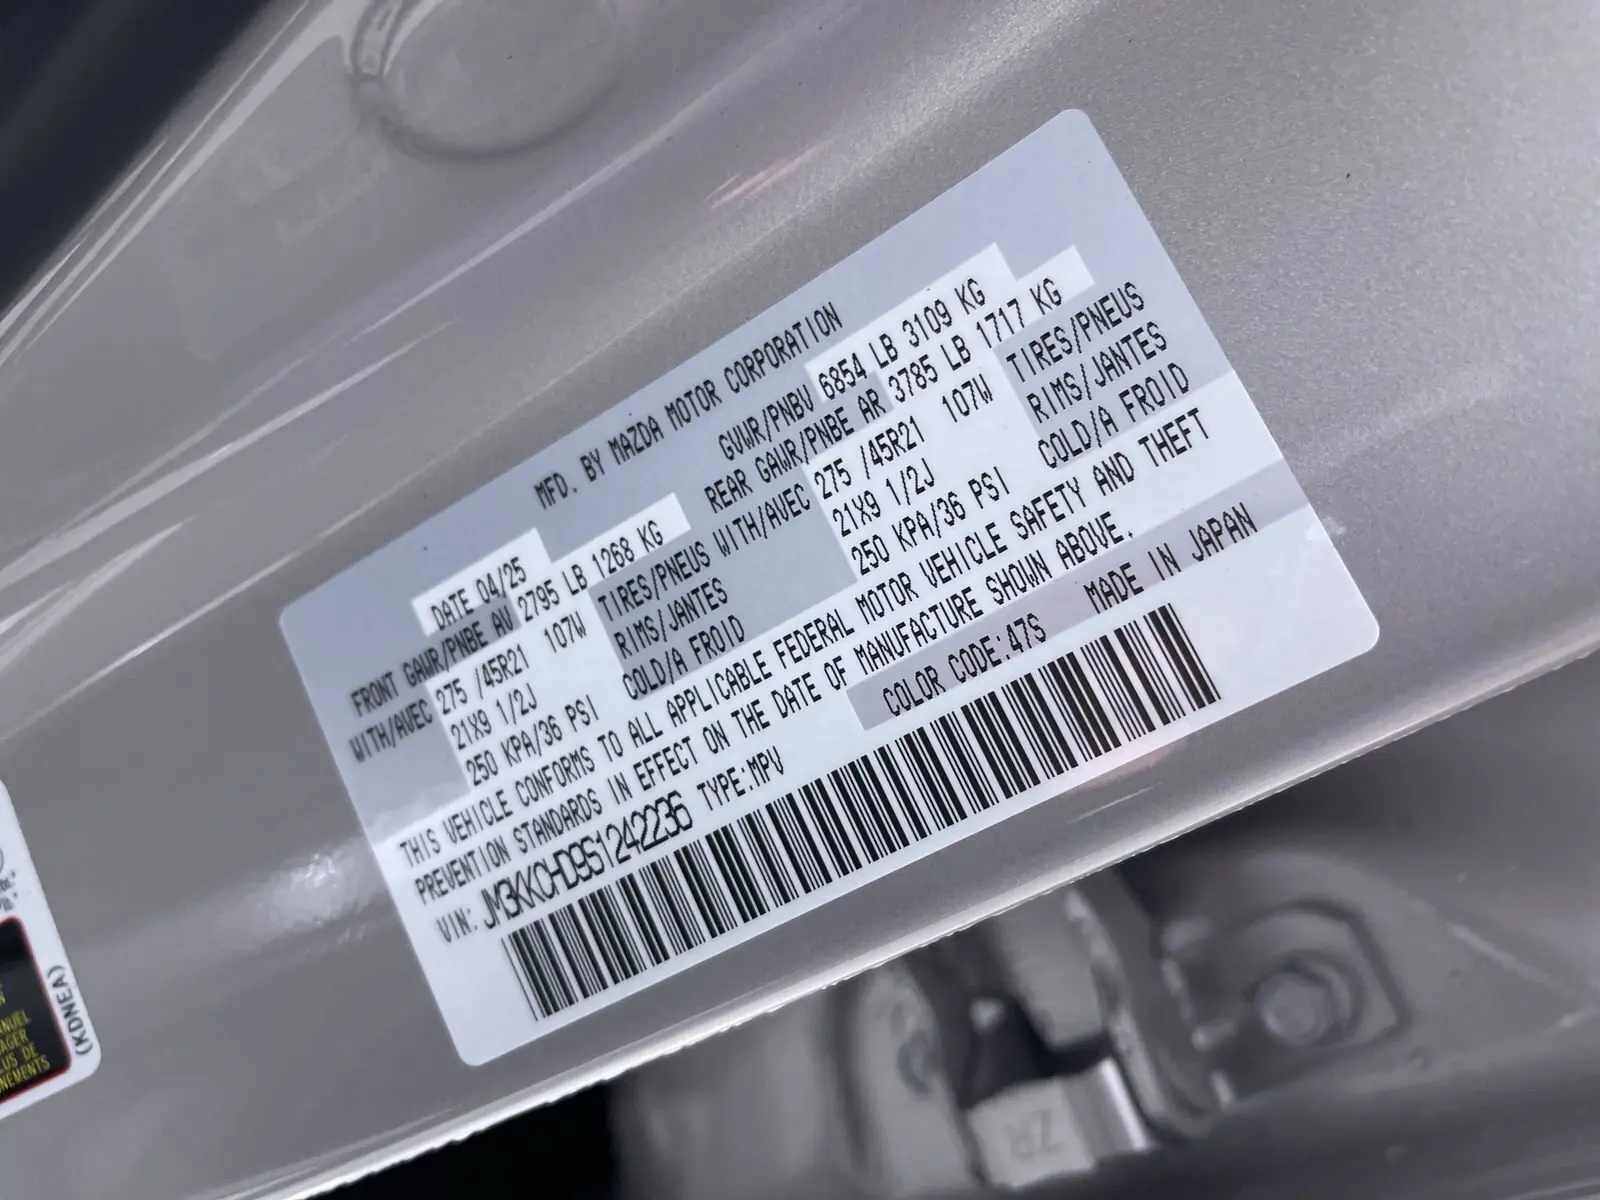 MFD. BY MAZDA MOTOR CORPORATION
DATE 04/25 GVWR/PNBV 6854 LB 3109 KG
FRONT GAWR/PNBE AV 2795 LB 1268 KG REAR GAWR/PNBE AR 3785 LB 1717 KG
WITH/AVEC 275 /45R21 107W TIRES/PNEUS WITH/AVEC 275 /45R21 107W TIRES/PNEUS
21X9 1/2J RIMS/JANTES 21X9 1/2J RIMS/JANTES
250 KPA/36 PSI COLD/A FROID 250 KPA/36 PSI COLD/A FROID
THIS VEHICLE CONFORMS TO ALL APPLICABLE FEDERAL MOTOR VEHICLE SAFETY AND THEFT
PREVENTION STANDARDS IN EFFECT ON THE DATE OF MANUFACTURE SHOWN ABOVE.
VIN: JM3KKCHD9S1242236 TYPE:MPV COLOR CODE:47S MADE IN JAPAN
(KDNEA)
ZR